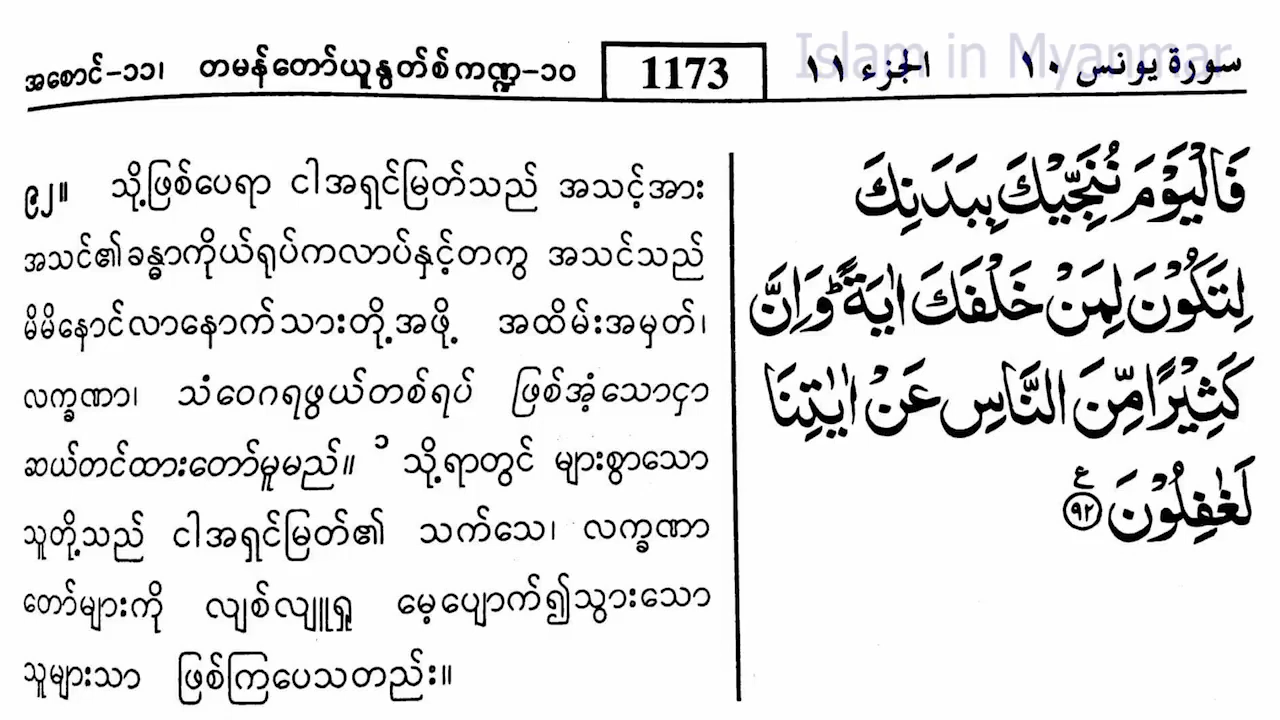 အစောင်-၁၁၊ တမန်တော်ယူနွတ်စ်ကဏ္ဍ-၁၀
1173
الجزء ١١
سورة يونس ١٠
Islam in Myanmar
၉၂။ သို့ဖြစ်ပေရာ ငါအရှင်မြတ်သည် အသင့်အား
အသင်၏ခန္ဓာကိုယ်ရုပ်ကလာပ်နှင့်တကွ အသင်သည်
မိမိနောင်လာနောက်သားတို့အဖို့ အထိမ်းအမှတ်၊
လက္ခဏာ၊ သံဝေဂရဖွယ်တစ်ရပ် ဖြစ်အံ့သောငှာ
ဆယ်တင်ထားတော်မူမည်။ ၁ သို့ရာတွင် များစွာသော
သူတို့သည် ငါအရှင်မြတ်၏ သက်သေ၊ လက္ခဏာ
တော်များကို လျစ်လျူရှု မေ့ပျောက်၍သွားသော
သူများသာ ဖြစ်ကြပေသတည်း။
فَالْيَوْمَ نُنَجِّيْكَ بِبَدَنِكَ
لِتَكُوْنَ لِمَنْ خَلْفَكَ اٰيَةً ؕ وَاِنَّ
كَثِيْرًا مِّنَ النَّاسِ عَنْ اٰيٰتِنَا
لَغٰفِلُوْنَ ࣖ ٩٢